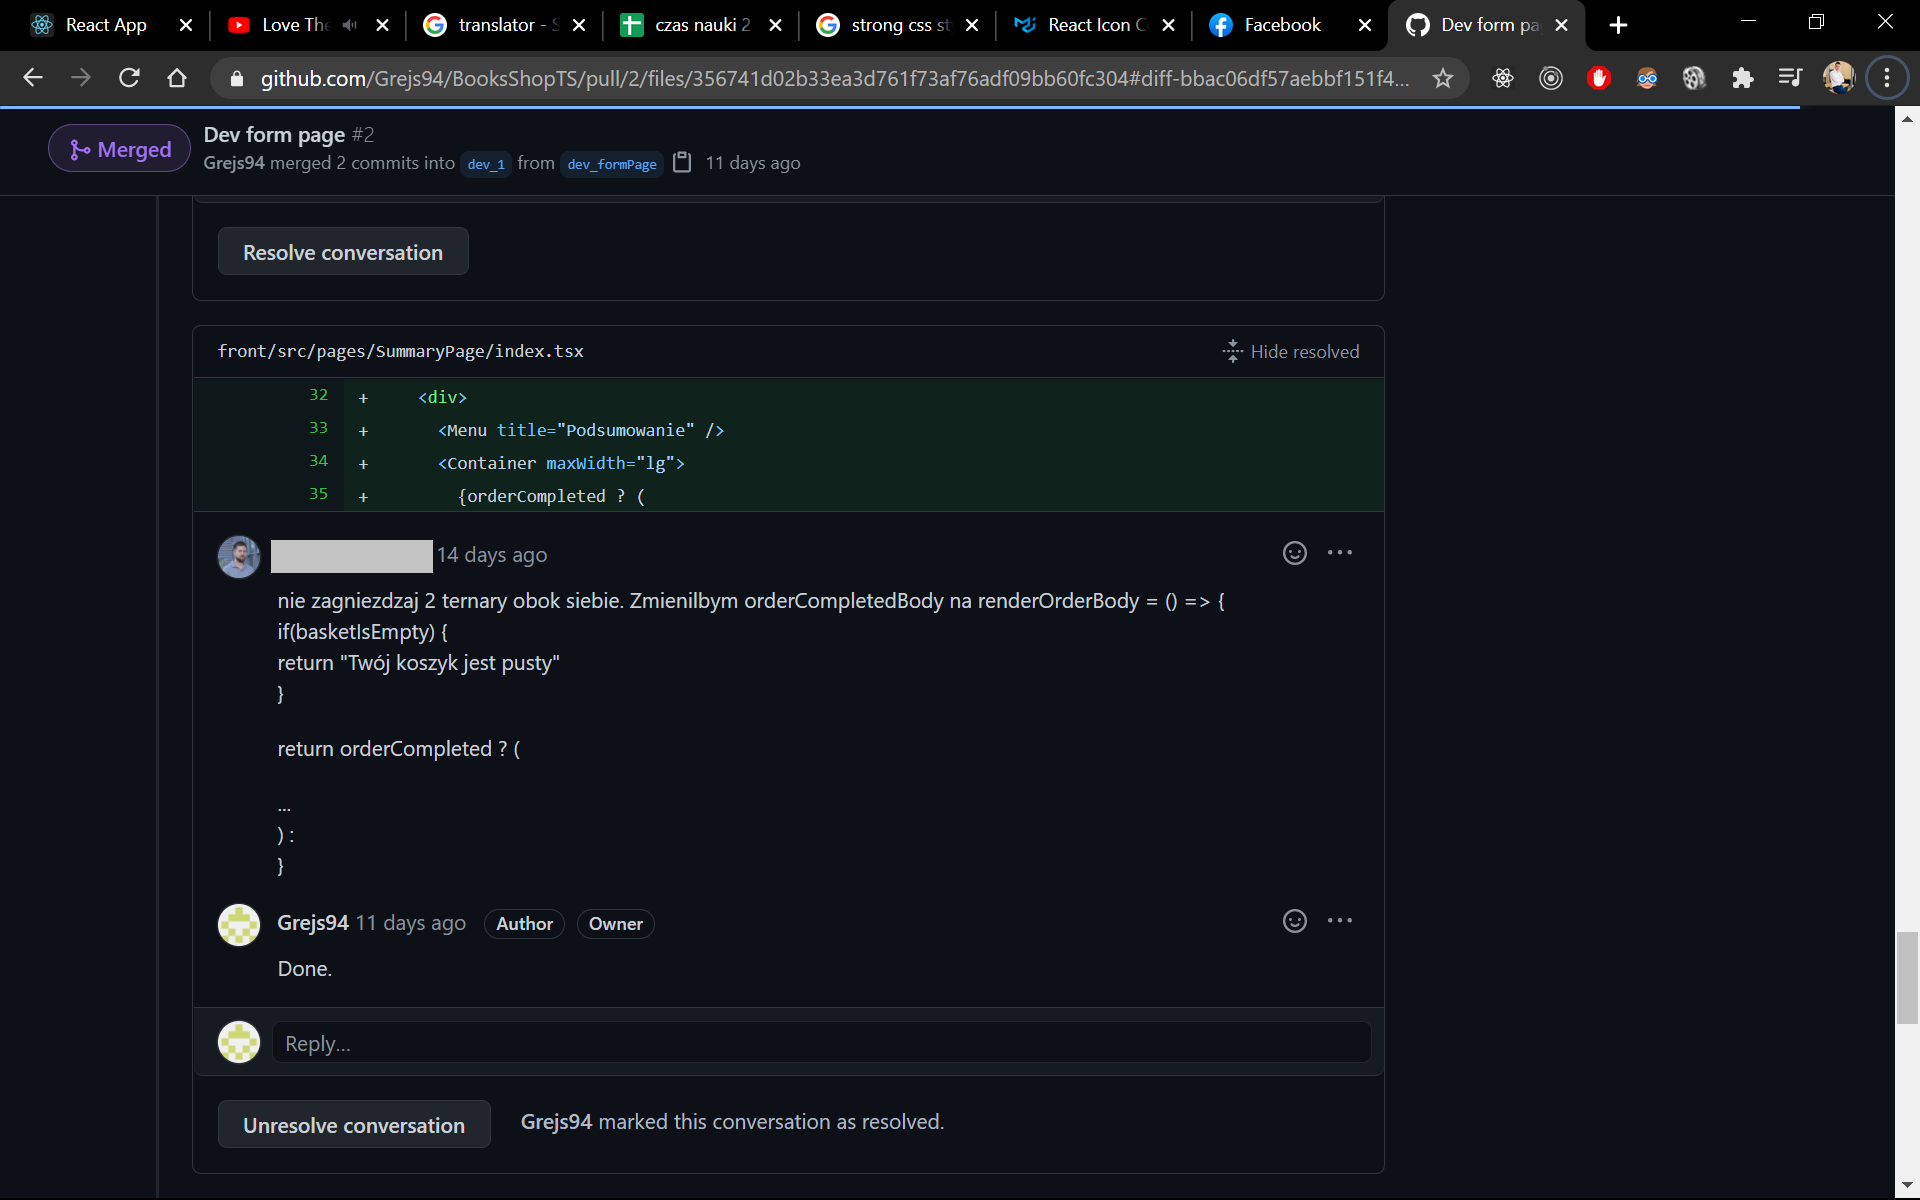 React App
Love The
translator - S
czas nauki 2
strong css st
React Icon C
Facebook
Dev form pa
github.com/Grejs94/BooksShopTS/pull/2/files/356741d02b33ea3d761f73af76adf09bb60fc304#diff-bbac06df57aebbf151f4...
Merged
Dev form page #2
Grejs94 merged 2 commits into dev_1 from dev_formPage 11 days ago
Resolve conversation
front/src/pages/SummaryPage/index.tsx
Hide resolved
32 + <div>
33 + <Menu title="Podsumowanie" />
34 + <Container maxWidth="lg">
35 + {orderCompleted ? (
14 days ago
nie zagniezdzaj 2 ternary obok siebie. Zmienilbym orderCompletedBody na renderOrderBody = () => {
if(basketIsEmpty) {
return "Twój koszyk jest pusty"
}
return orderCompleted ? (
...
) :
}
Grejs94 11 days ago Author Owner
Done.
Reply...
Unresolve conversation
Grejs94 marked this conversation as resolved.